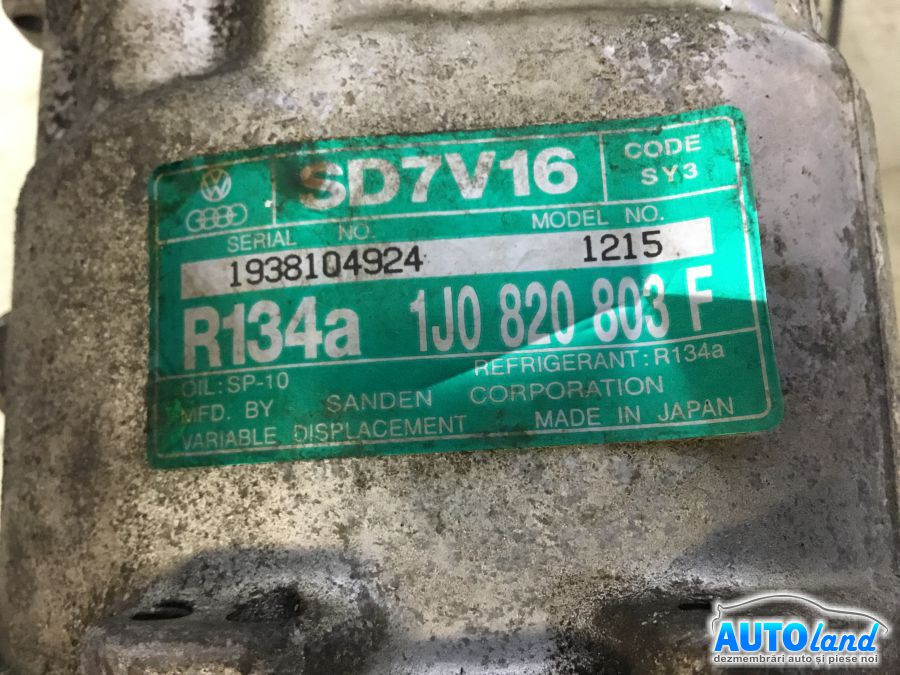 SD7V16
CODE
SY3
SERIAL NO. MODEL NO.
1938104924 1215
R134a 1J0 820 803 F
OIL:SP-10 REFRIGERANT:R134a
MFD. BY SANDEN CORPORATION
VARIABLE DISPLACEMENT MADE IN JAPAN
AUTOland
dezmembrări auto și piese noi